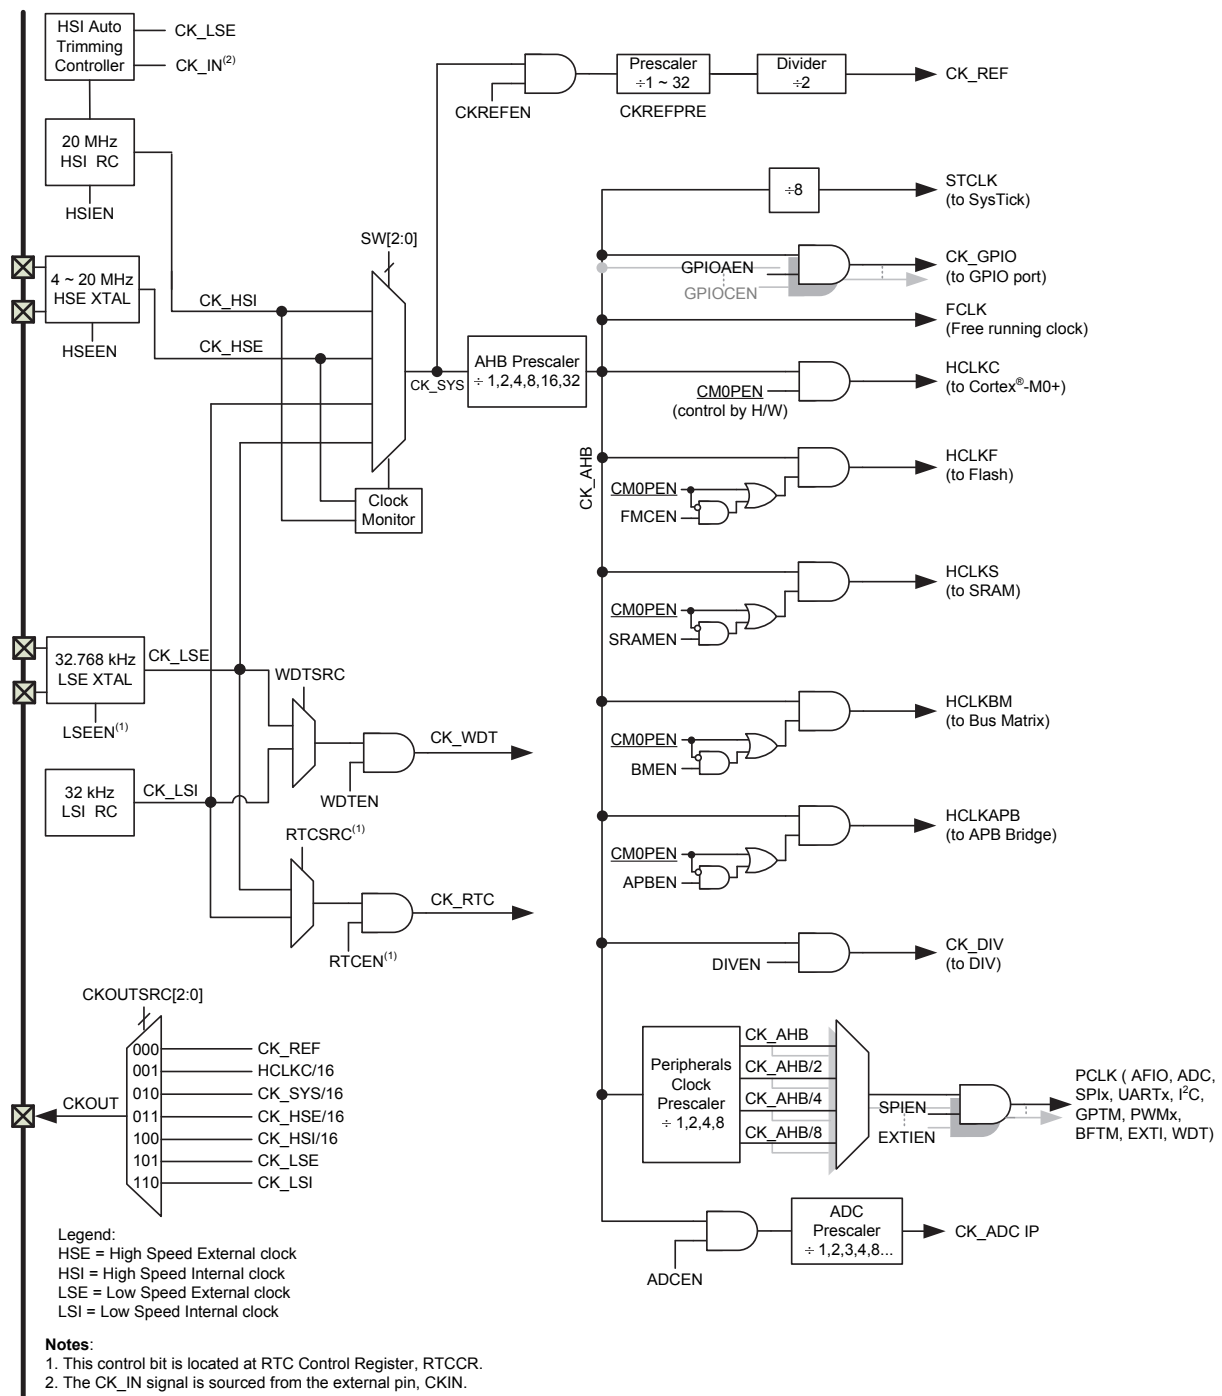 HSI Auto
Trimming
Controller
CK_LSE
CK_IN(2)
20 MHz
HSI RC
HSIEN
4 ~ 20 MHz
HSE XTAL
HSEEN
CK_HSI
CK_HSE
SW[2:0]
CK_SYS
Clock
Monitor
AHB Prescaler
÷ 1,2,4,8,16,32
CKREFEN
Prescaler
÷1 ~ 32
CKREFPRE
Divider
÷2
CK_REF
÷8
STCLK
(to SysTick)
GPIOAEN
GPIOCEN
CK_GPIO
(to GPIO port)
FCLK
(Free running clock)
CM0PEN
(control by H/W)
HCLKC
(to Cortex®-M0+)
CK_AHB
CM0PEN
FMCEN
HCLKF
(to Flash)
CM0PEN
SRAMEN
HCLKS
(to SRAM)
CM0PEN
BMEN
HCLKBM
(to Bus Matrix)
CM0PEN
APBEN
HCLKAPB
(to APB Bridge)
DIVEN
CK_DIV
(to DIV)
Peripherals
Clock
Prescaler
÷ 1,2,4,8
CK_AHB
CK_AHB/2
CK_AHB/4
CK_AHB/8
SPIEN
EXTIEN
PCLK ( AFIO, ADC,
SPIx, UARTx, I²C,
GPTM, PWMx,
BFTM, EXTI, WDT)
ADCEN
ADC
Prescaler
÷ 1,2,3,4,8...
CK_ADC IP
32.768 kHz
LSE XTAL
LSEEN(1)
CK_LSE
WDTSRC
WDTEN
CK_WDT
32 kHz
LSI RC
CK_LSI
RTCSRC(1)
RTCEN(1)
CK_RTC
CKOUTSRC[2:0]
CKOUT
000 CK_REF
001 HCLKC/16
010 CK_SYS/16
011 CK_HSE/16
100 CK_HSI/16
101 CK_LSE
110 CK_LSI
Legend:
HSE = High Speed External clock
HSI = High Speed Internal clock
LSE = Low Speed External clock
LSI = Low Speed Internal clock
Notes:
1. This control bit is located at RTC Control Register, RTCCR.
2. The CK_IN signal is sourced from the external pin, CKIN.